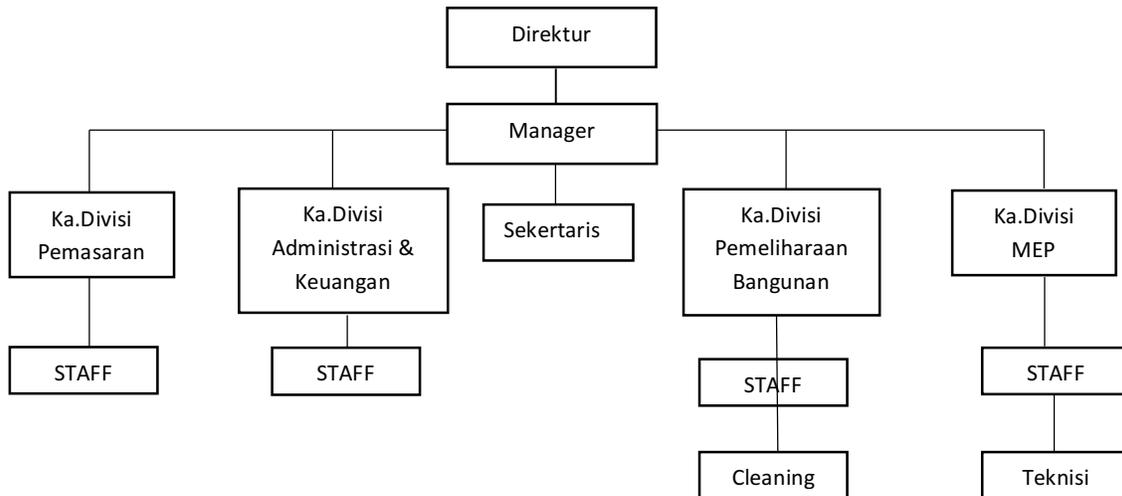 Direktur
Manager
Sekertaris
Ka.Divisi
Pemasaran
Ka.Divisi
Administrasi &
Keuangan
Ka.Divisi
Pemeliharaan
Bangunan
Ka.Divisi
MEP
STAFF
STAFF
STAFF
STAFF
Cleaning
Teknisi